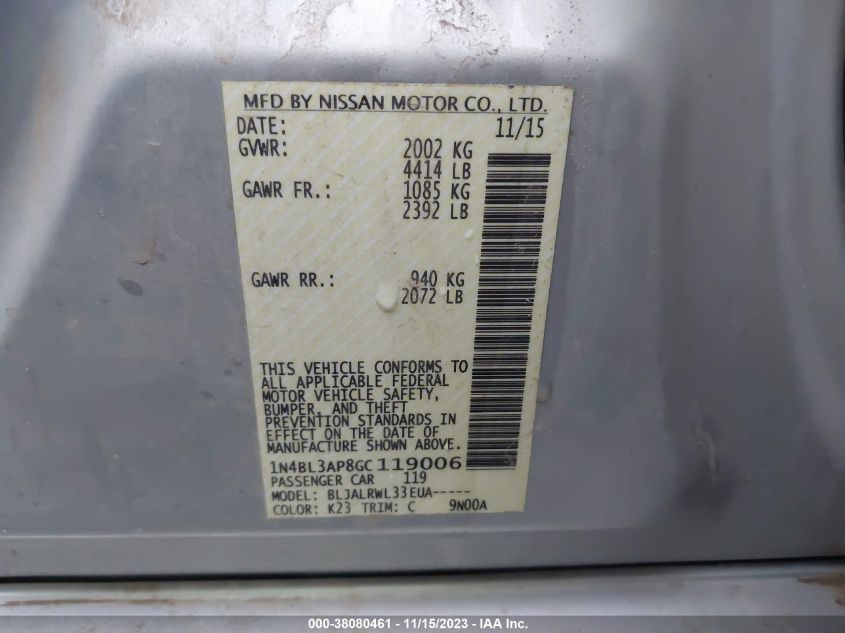 MFD BY NISSAN MOTOR CO., LTD.
DATE: 11/15
GVWR: 2002 KG
4414 LB
GAWR FR.: 1085 KG
2392 LB
GAWR RR.: 940 KG
2072 LB
THIS VEHICLE CONFORMS TO
ALL APPLICABLE FEDERAL
MOTOR VEHICLE SAFETY,
BUMPER, AND THEFT
PREVENTION STANDARDS IN
EFFECT ON THE DATE OF
MANUFACTURE SHOWN ABOVE.
1N4BL3AP8GC119006
PASSENGER CAR 119
MODEL: BLJALRWL33EUA-----
COLOR: K23 TRIM: C 9N00A
000-38080461 - 11/15/2023 - IAA Inc.